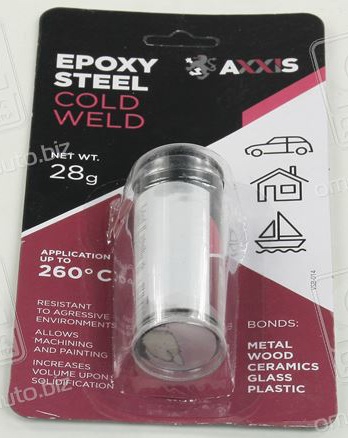 EPOXY
STEEL
COLD
WELD
AXXIS
NET WT.
28g
APPLICATION
UP TO
260°C
RESISTANT
TO AGRESSIVE
ENVIRONMENTS
ALLOWS
MACHINING
AND PAINTING
INCREASES
VOLUME UPON
SOLIDIFICATION
BONDS:
METAL
WOOD
CERAMICS
GLASS
PLASTIC